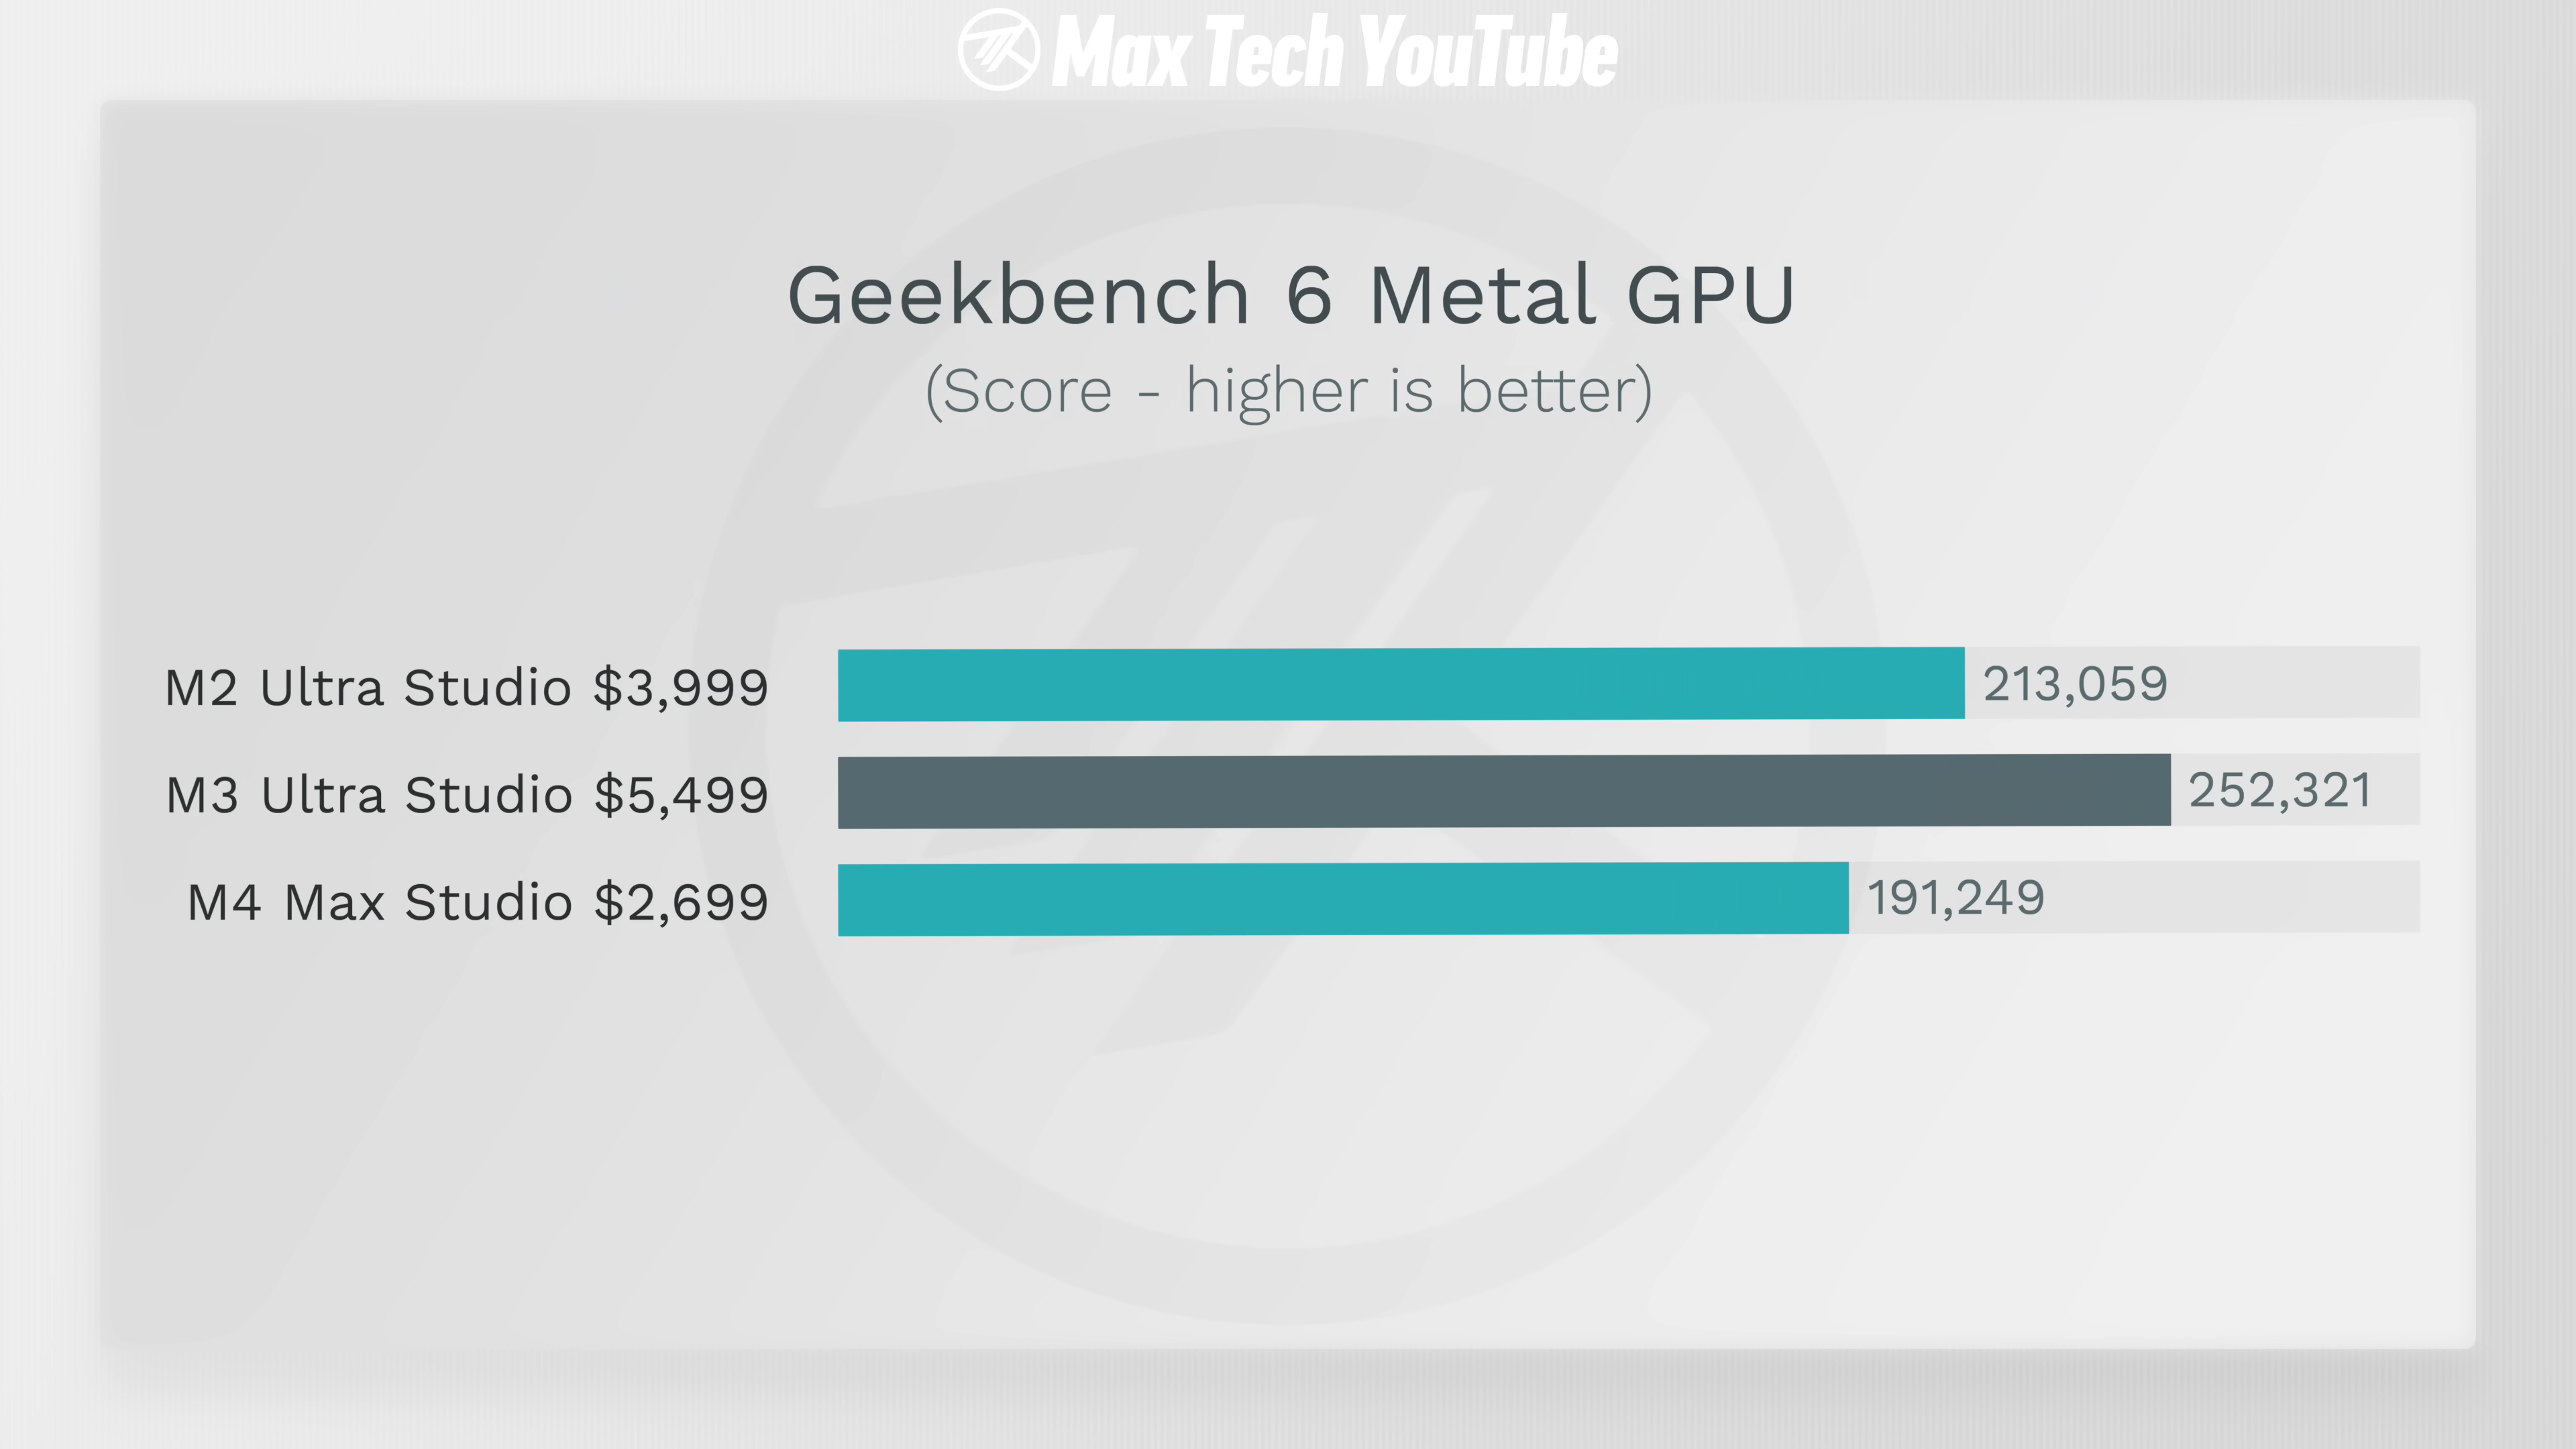 Max Tech YouTube
Geekbench 6 Metal GPU
(Score - higher is better)
M2 Ultra Studio $3,999 213,059
M3 Ultra Studio $5,499 252,321
M4 Max Studio $2,699 191,249